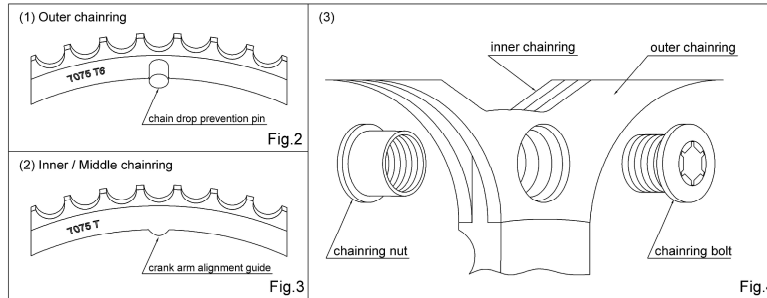 (1) Outer chainring
7075 T6
chain drop prevention pin
Fig.2
(2) Inner / Middle chainring
7075 T
crank arm alignment guide
Fig.3
(3)
inner chainring
outer chainring
chainring nut
chainring bolt
Fig.4